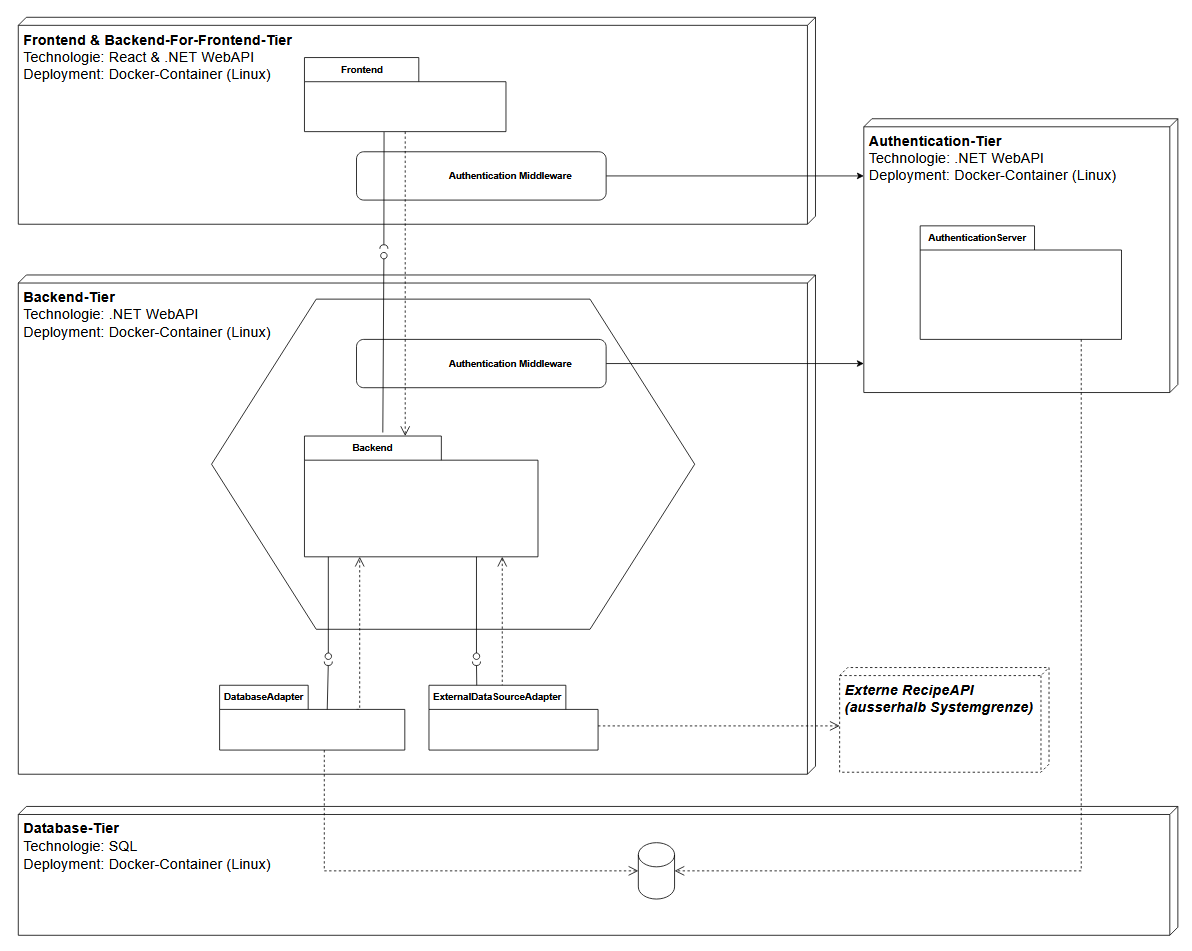 Frontend & Backend-For-Frontend-Tier
Technologie: React & .NET WebAPI
Deployment: Docker-Container (Linux)
Frontend
Authentication Middleware
Authentication-Tier
Technologie: .NET WebAPI
Deployment: Docker-Container (Linux)
AuthenticationServer
Backend-Tier
Technologie: .NET WebAPI
Deployment: Docker-Container (Linux)
Authentication Middleware
Backend
DatabaseAdapter
ExternalDataSourceAdapter
Externe RecipeAPI
(ausserhalb Systemgrenze)
Database-Tier
Technologie: SQL
Deployment: Docker-Container (Linux)